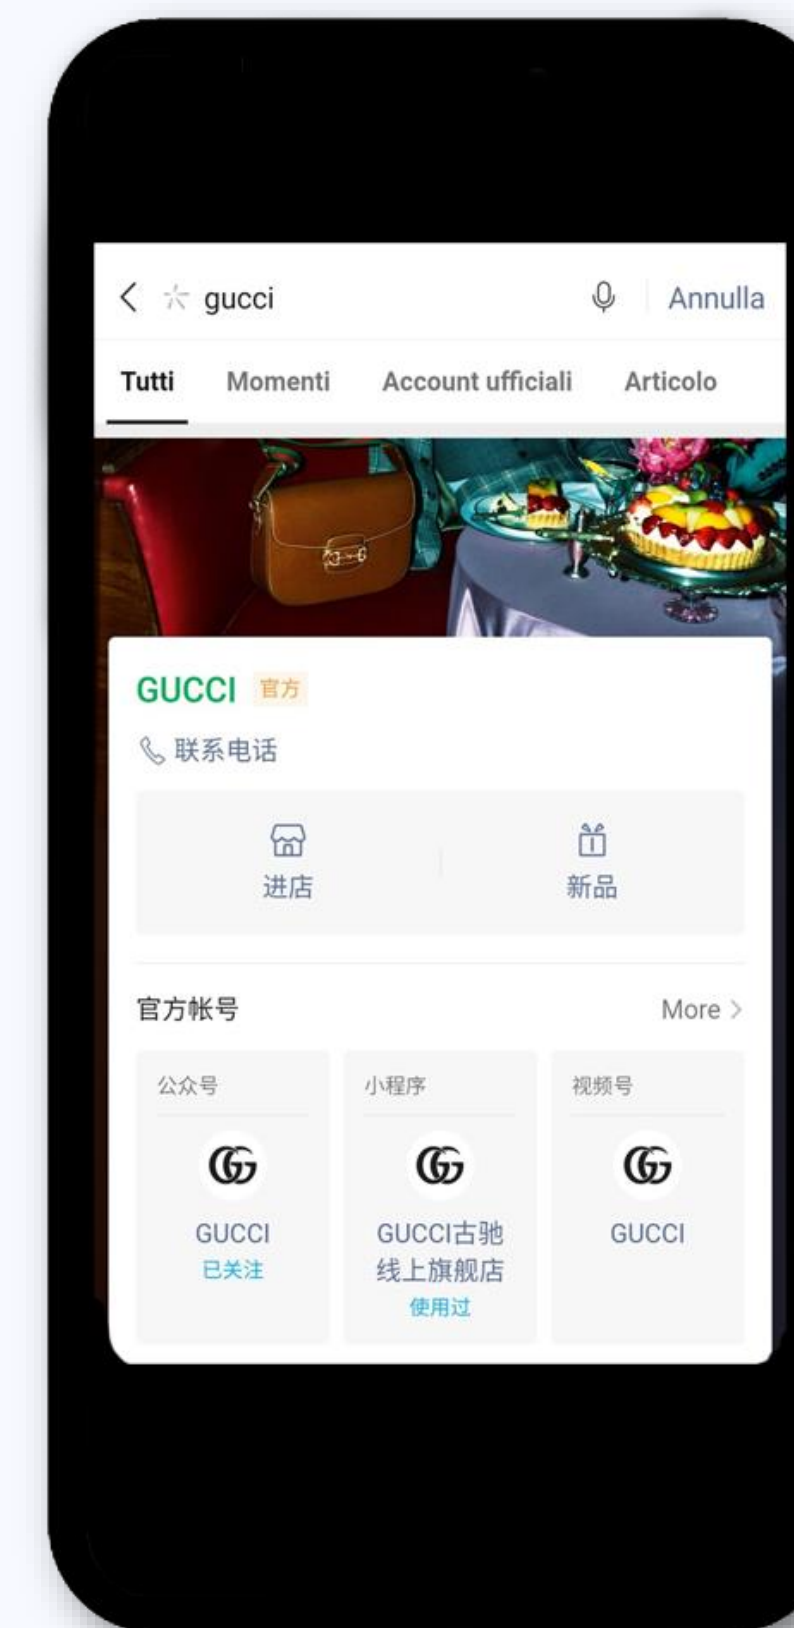 gucci
Annulla
Tutti Momenti Account ufficiali Articolo
GUCCI 官方
联系电话
进店 新品
官方帐号 More >
公众号 小程序 视频号
GUCCI GUCCI古驰 GUCCI
已关注 线上旗舰店
使用过